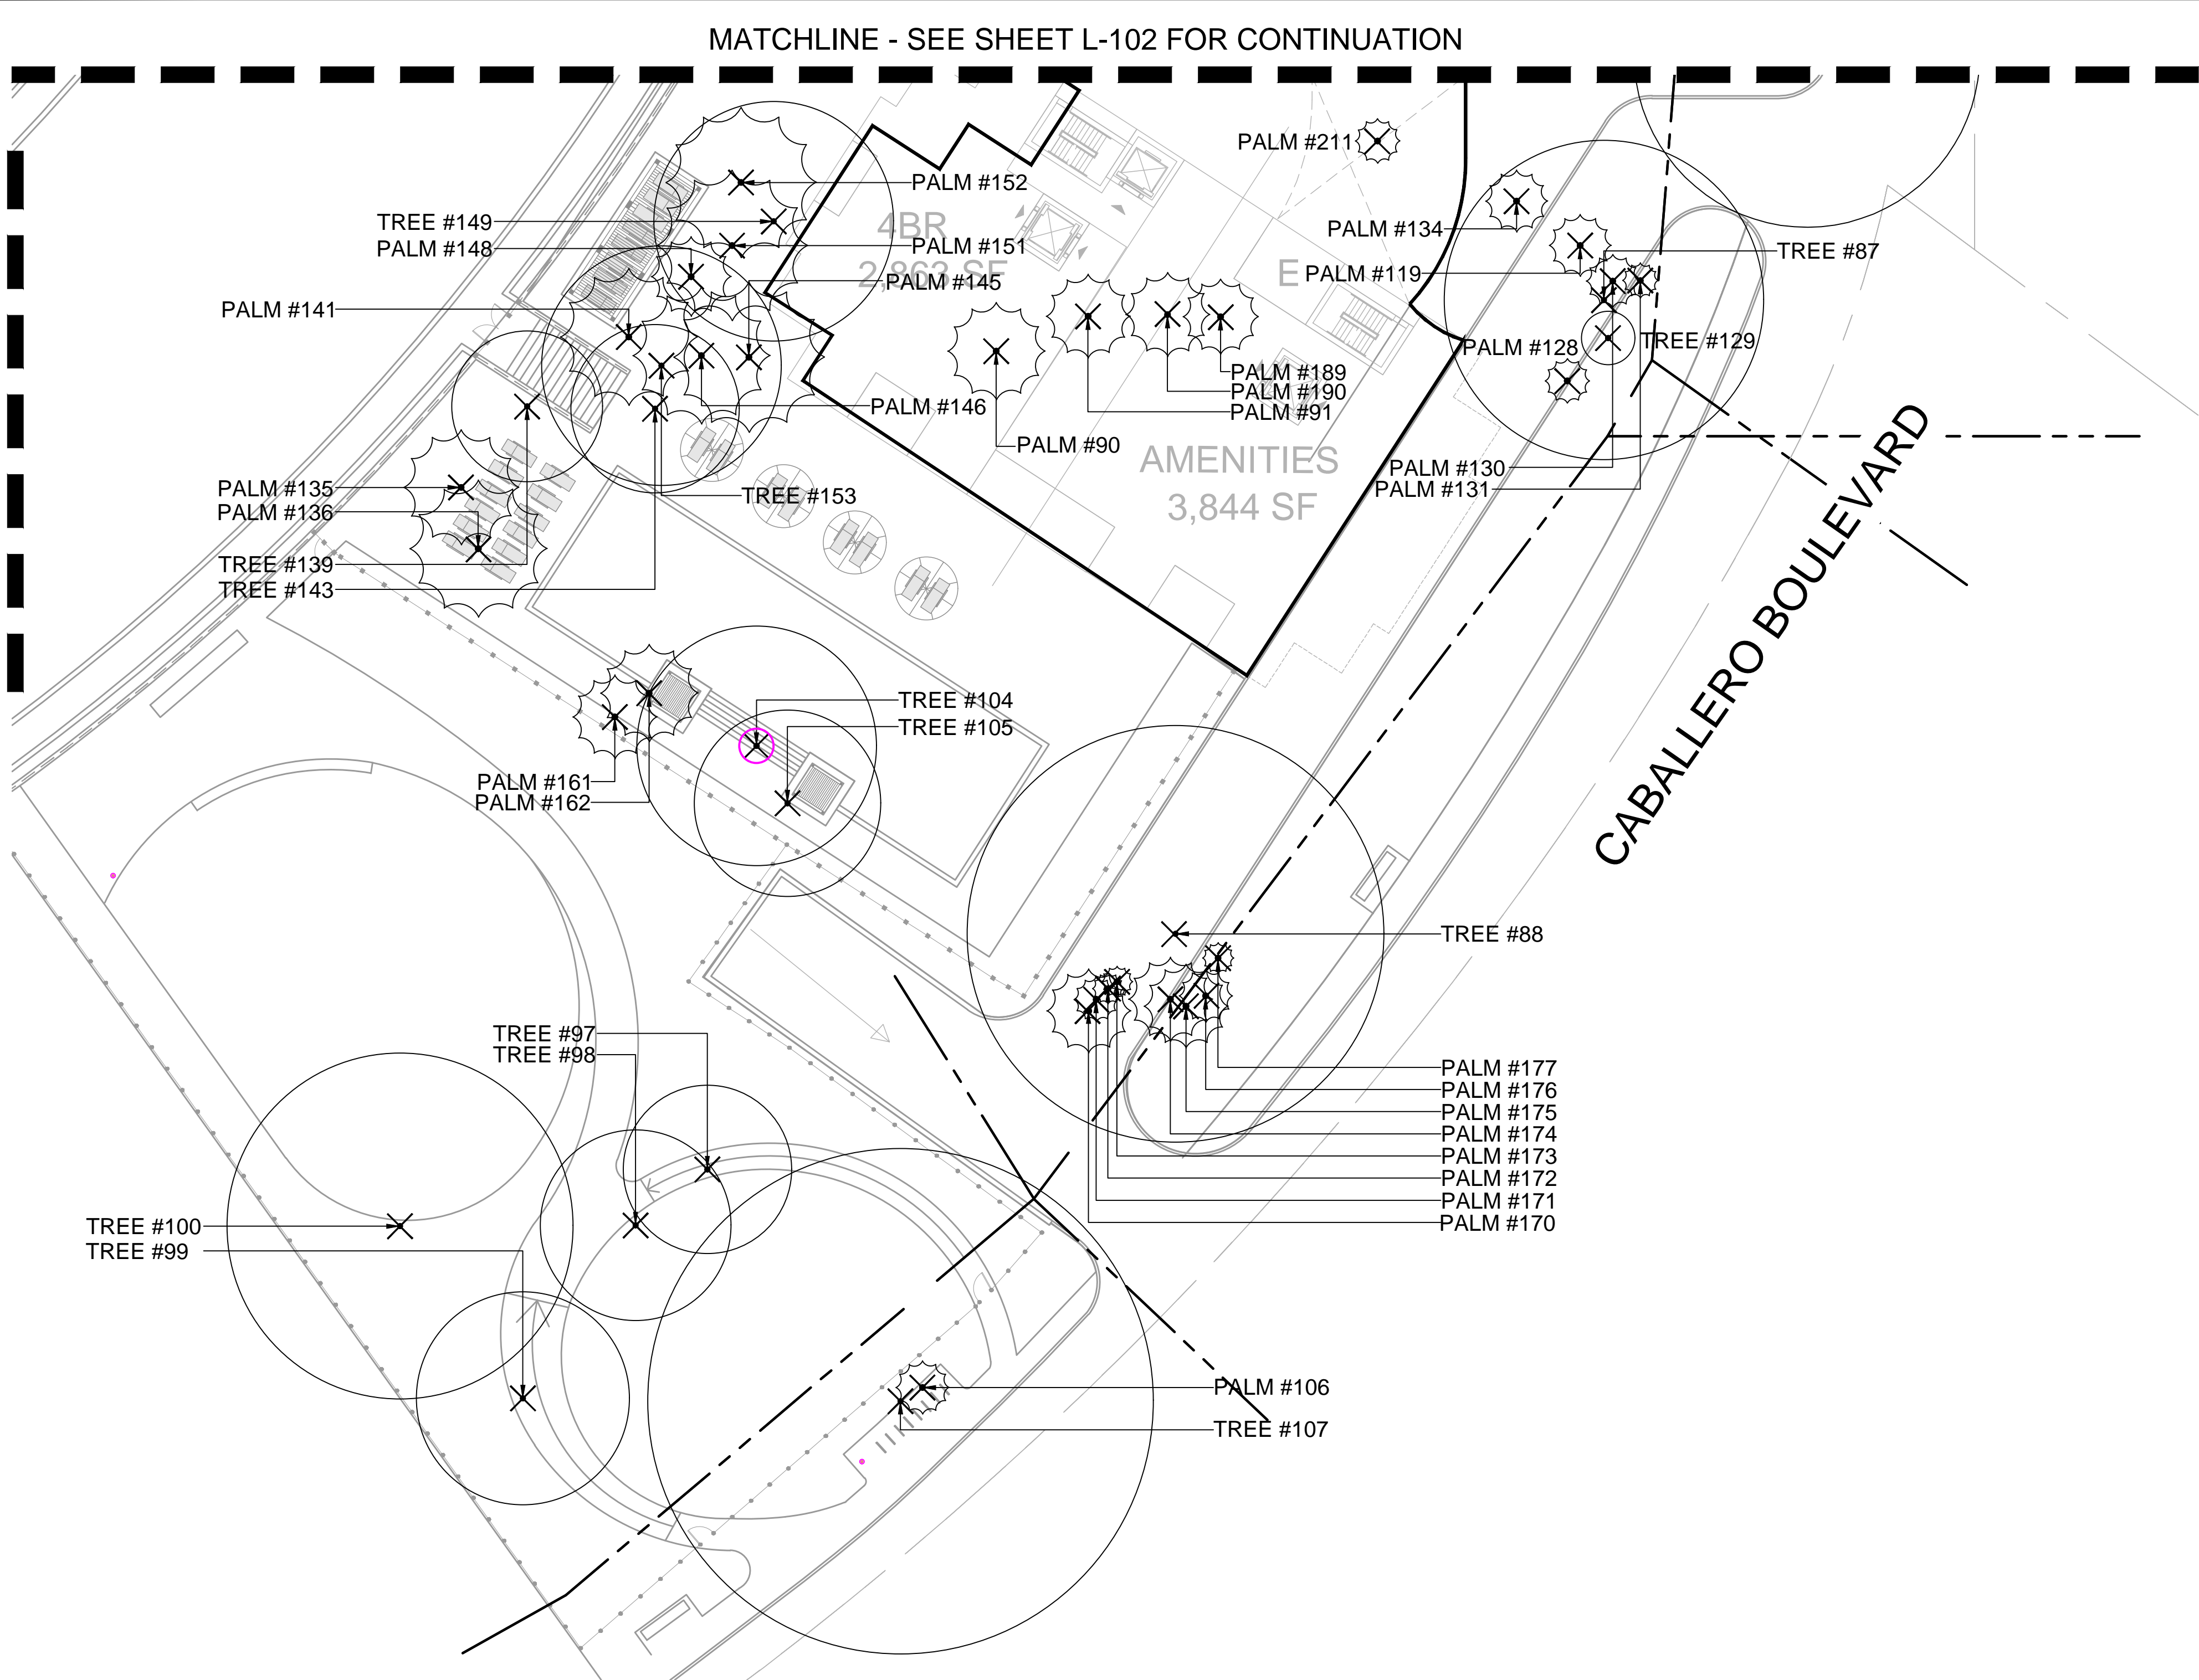 MATCHLINE - SEE SHEET L-102 FOR CONTINUATION
PALM #211
PALM #152
TREE #149
PALM #148
4BR
2,863 SF
PALM #151
PALM #145
PALM #134
TREE #87
E
PALM #119
PALM #141
PALM #128
TREE #129
PALM #189
PALM #190
PALM #91
PALM #146
PALM #90
AMENITIES
3,844 SF
PALM #130
PALM #131
PALM #135
PALM #136
TREE #153
TREE #139
TREE #143
CABALLERO BOULEVARD
TREE #104
TREE #105
PALM #161
PALM #162
TREE #88
TREE #97
TREE #98
PALM #177
PALM #176
PALM #175
PALM #174
PALM #173
PALM #172
PALM #171
PALM #170
TREE #100
TREE #99
PALM #106
TREE #107